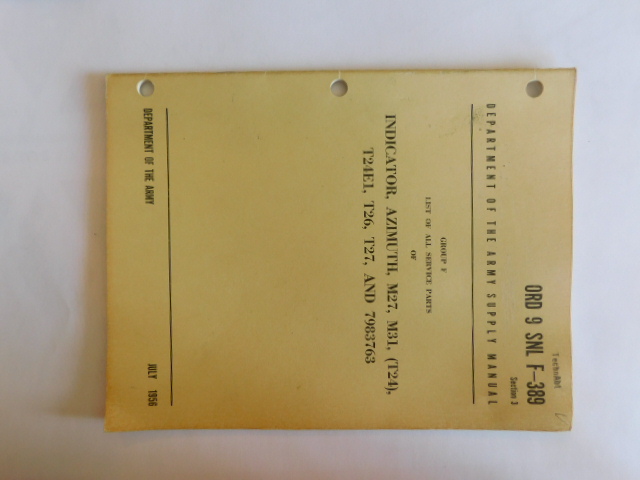 TechnART
ORD 9 SNL F-389
Section 3
DEPARTMENT OF THE ARMY SUPPLY MANUAL
GROUP F
LIST OF ALL SERVICE PARTS
OF
INDICATOR, AZIMUTH, M27, M31, (T24),
T24E1, T26, T27, AND 7983763
DEPARTMENT OF THE ARMY
JULY 1956